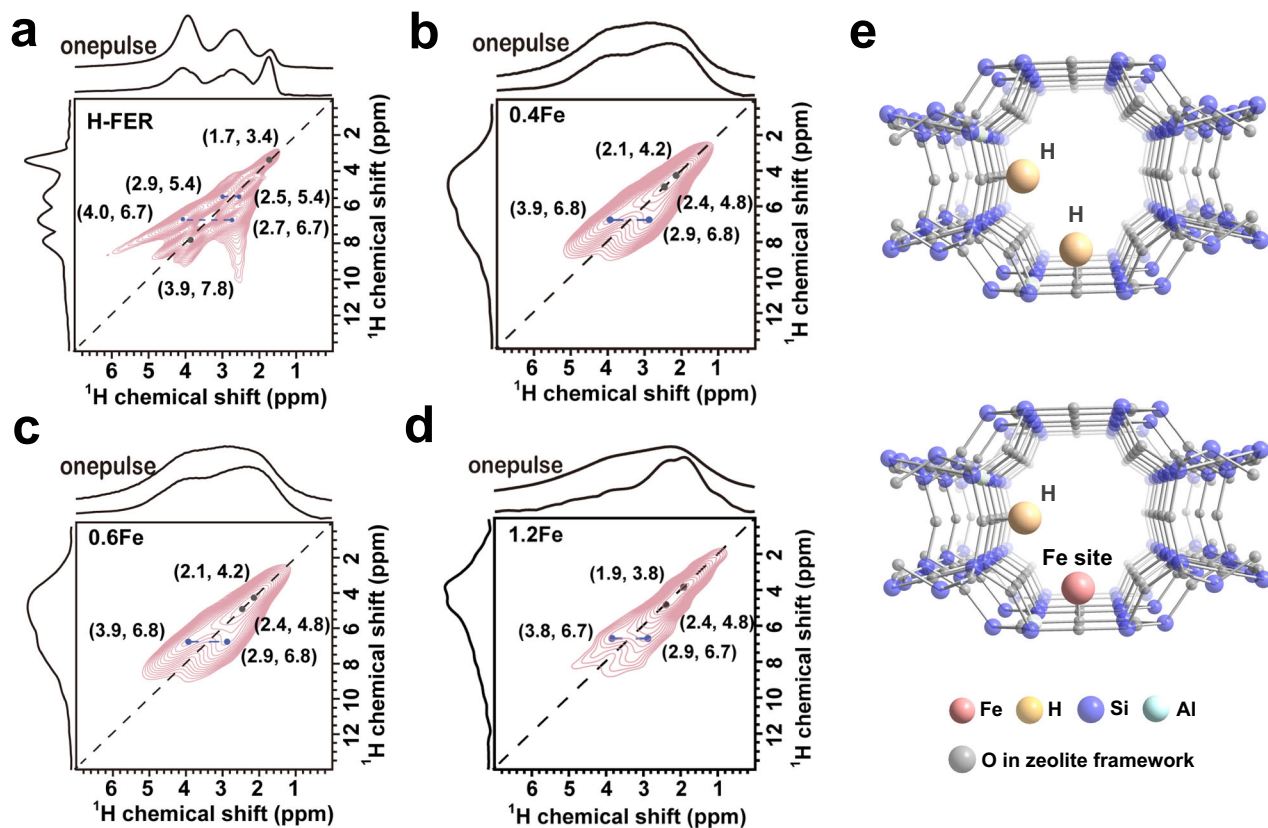 a
onepulse
H-FER
(1.7, 3.4)
(2.9, 5.4)
(2.5, 5.4)
(4.0, 6.7)
(2.7, 6.7)
(3.9, 7.8)
2
4
6
8
10
12
¹H chemical shift (ppm)
6 5 4 3 2 1
¹H chemical shift (ppm)
b
onepulse
0.4Fe
(2.1, 4.2)
(3.9, 6.8)
(2.4, 4.8)
(2.9, 6.8)
2
4
6
8
10
12
¹H chemical shift (ppm)
6 5 4 3 2 1
¹H chemical shift (ppm)
c
onepulse
0.6Fe
(2.1, 4.2)
(3.9, 6.8)
(2.4, 4.8)
(2.9, 6.8)
2
4
6
8
10
12
¹H chemical shift (ppm)
6 5 4 3 2 1
¹H chemical shift (ppm)
d
onepulse
1.2Fe
(1.9, 3.8)
(3.8, 6.7)
(2.4, 4.8)
(2.9, 6.7)
2
4
6
8
10
12
¹H chemical shift (ppm)
6 5 4 3 2 1
¹H chemical shift (ppm)
e
H
H
H
Fe site
Fe H Si Al
O in zeolite framework